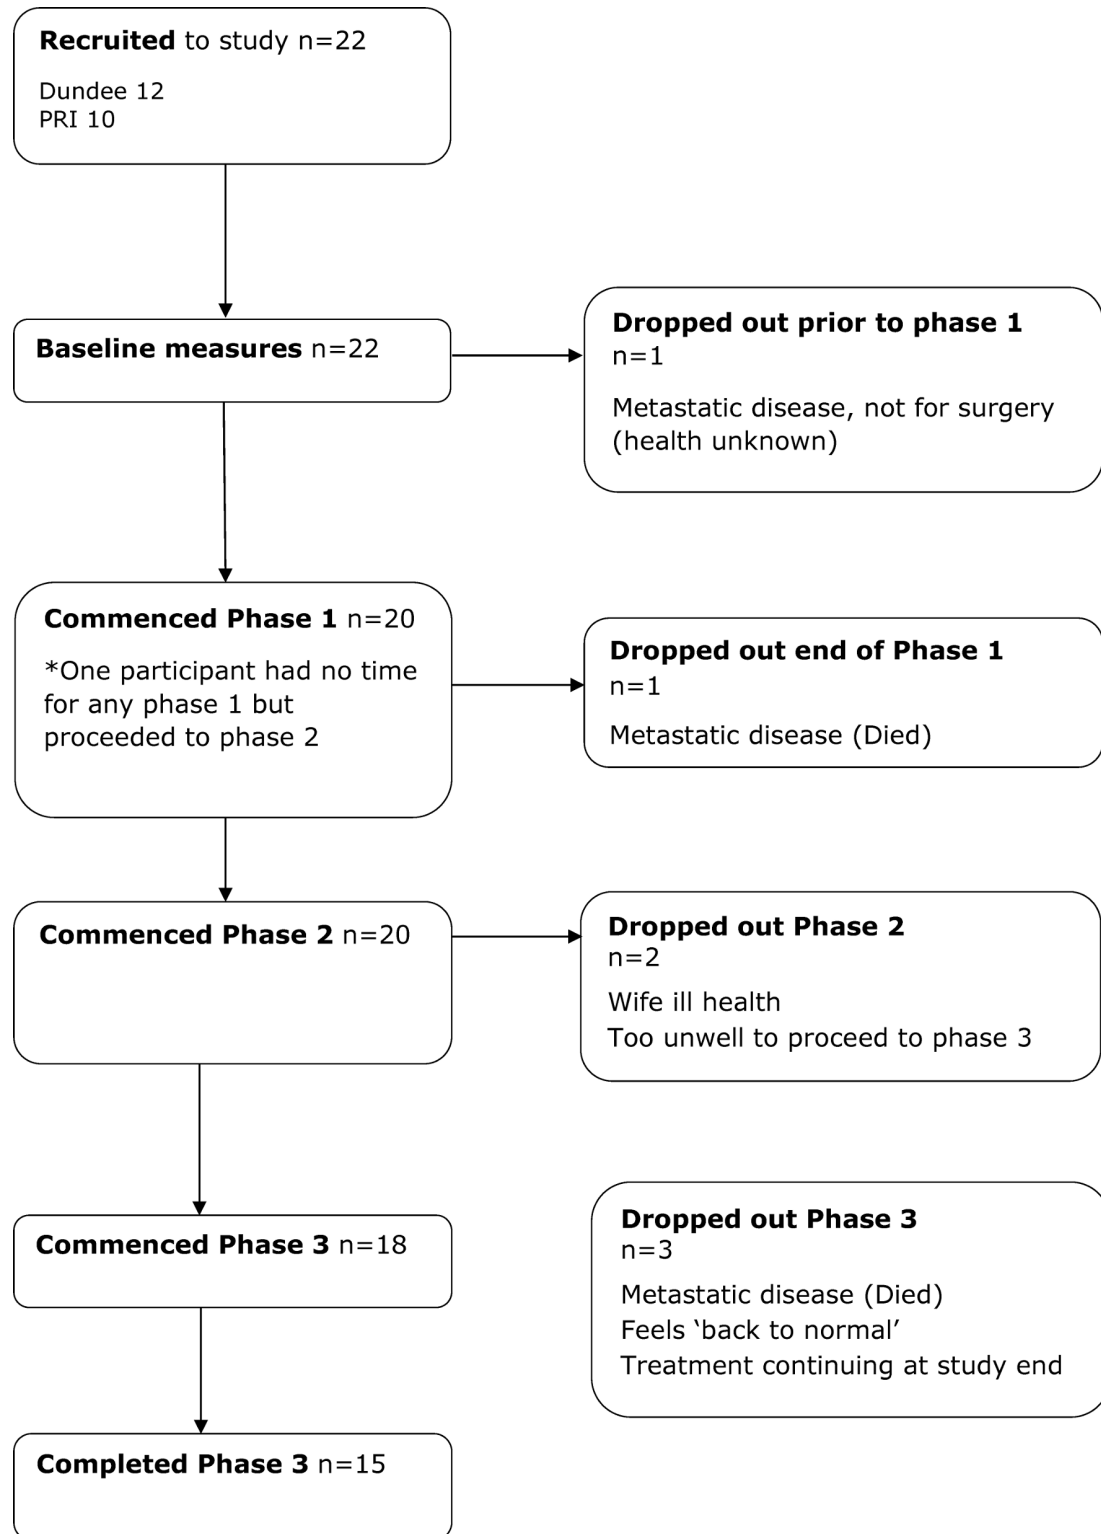 Recruited to study n=22
Dundee 12
PRI 10
Baseline measures n=22
Dropped out prior to phase 1
n=1
Metastatic disease, not for surgery
(health unknown)
Commenced Phase 1 n=20
*One participant had no time
for any phase 1 but
proceeded to phase 2
Dropped out end of Phase 1
n=1
Metastatic disease (Died)
Commenced Phase 2 n=20
Dropped out Phase 2
n=2
Wife ill health
Too unwell to proceed to phase 3
Commenced Phase 3 n=18
Dropped out Phase 3
n=3
Metastatic disease (Died)
Feels ‘back to normal’
Treatment continuing at study end
Completed Phase 3 n=15